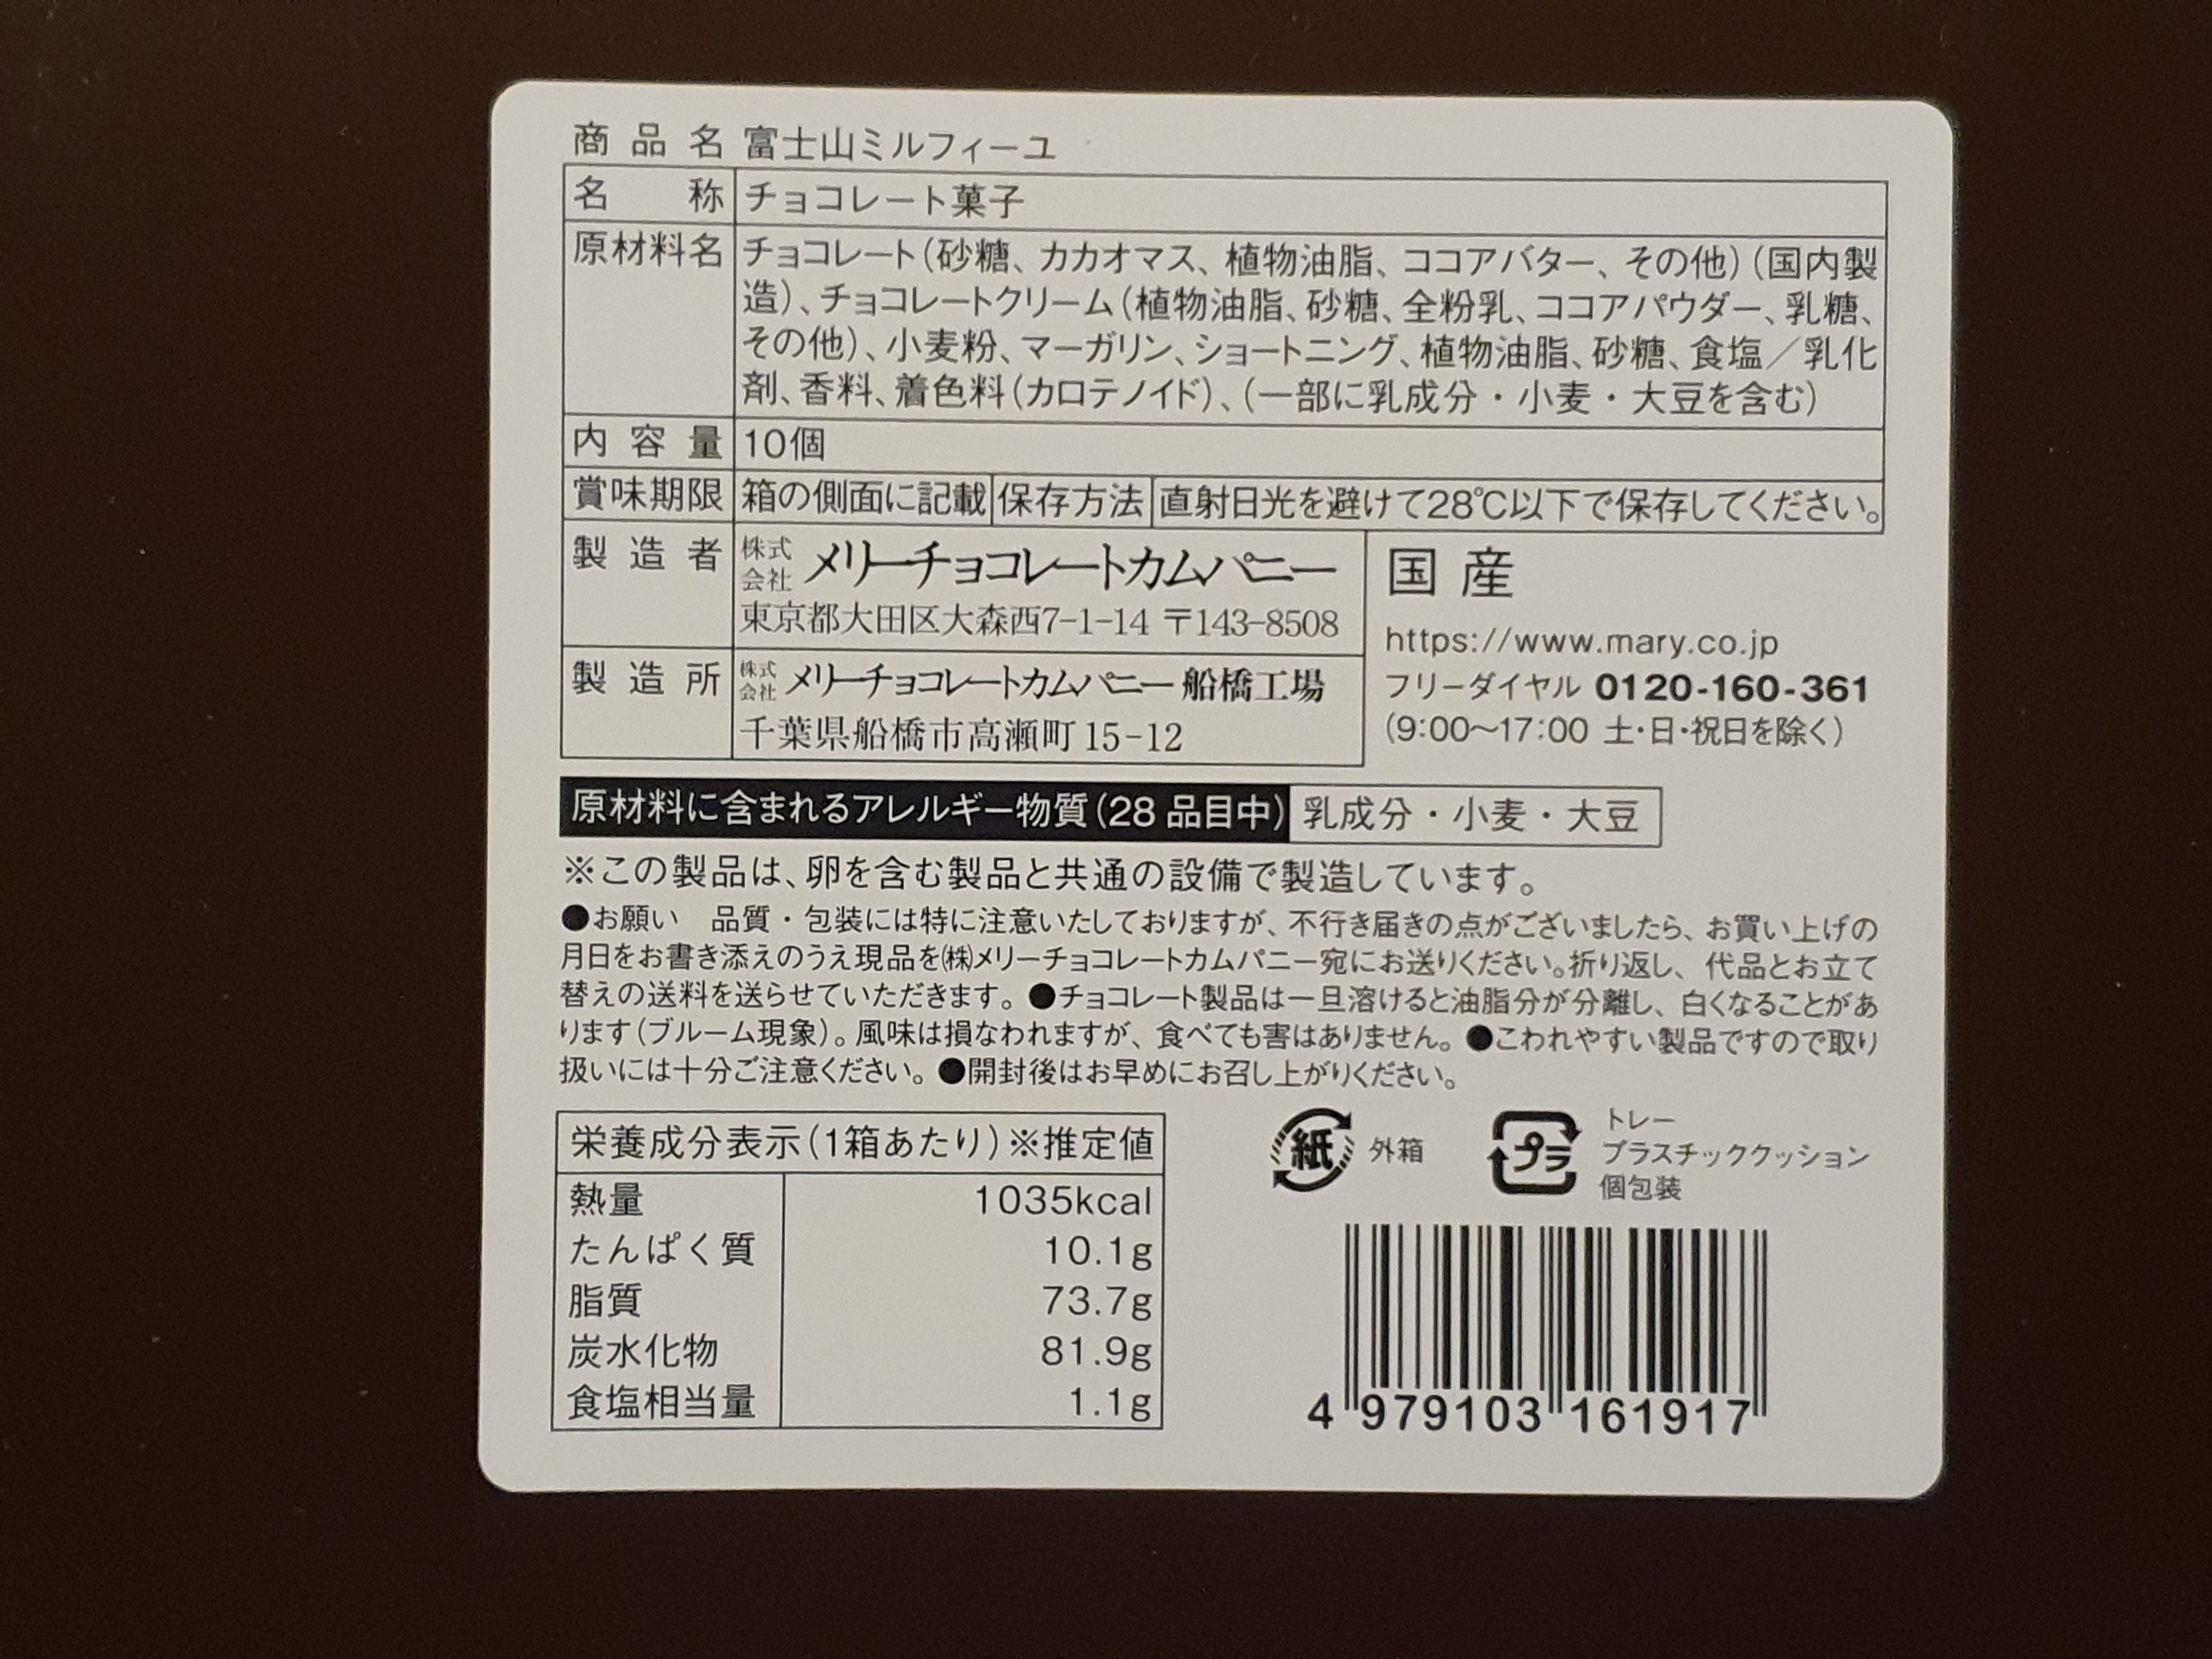 商品名 富士山ミルフィーユ
名称 チョコレート菓子
原材料名 チョコレート(砂糖、カカオマス、植物油脂、ココアバター、その他)(国内製
造)、チョコレートクリーム(植物油脂、砂糖、全粉乳、ココアパウダー、乳糖、
その他)、小麦粉、マーガリン、ショートニング、植物油脂、砂糖、食塩/乳化
剤、香料、着色料(カロテノイド)、(一部に乳成分・小麦・大豆を含む)
内容量 10個
賞味期限 箱の側面に記載 保存方法 直射日光を避けて28℃以下で保存してください。
製造者 株式会社 メリーチョコレートカムパニー
東京都大田区大森西7-1-14 〒143-8508
製造所 株式会社 メリーチョコレートカムパニー 船橋工場
千葉県船橋市高瀬町15-12
国産
https://www.mary.co.jp
フリーダイヤル 0120-160-361
(9:00〜17:00 土・日・祝日を除く)
原材料に含まれるアレルギー物質(28品目中) 乳成分・小麦・大豆
※この製品は、卵を含む製品と共通の設備で製造しています。
●お願い 品質・包装には特に注意いたしておりますが、不行き届きの点がございましたら、お買い上げの
月日をお書き添えのうえ現品を㈱メリーチョコレートカムパニー宛にお送りください。折り返し、代品とお立て
替えの送料を送らせていただきます。●チョコレート製品は一旦溶けると油脂分が分離し、白くなることがあ
ります(ブルーム現象)。風味は損なわれますが、食べても害はありません。●こわれやすい製品ですので取り
扱いには十分ご注意ください。●開封後はお早めにお召し上がりください。
栄養成分表示(1箱あたり)※推定値
熱量 1035kcal
たんぱく質 10.1g
脂質 73.7g
炭水化物 81.9g
食塩相当量 1.1g
紙 外箱
プラ トレー
プラスチッククッション
個包装
4 979103 161917